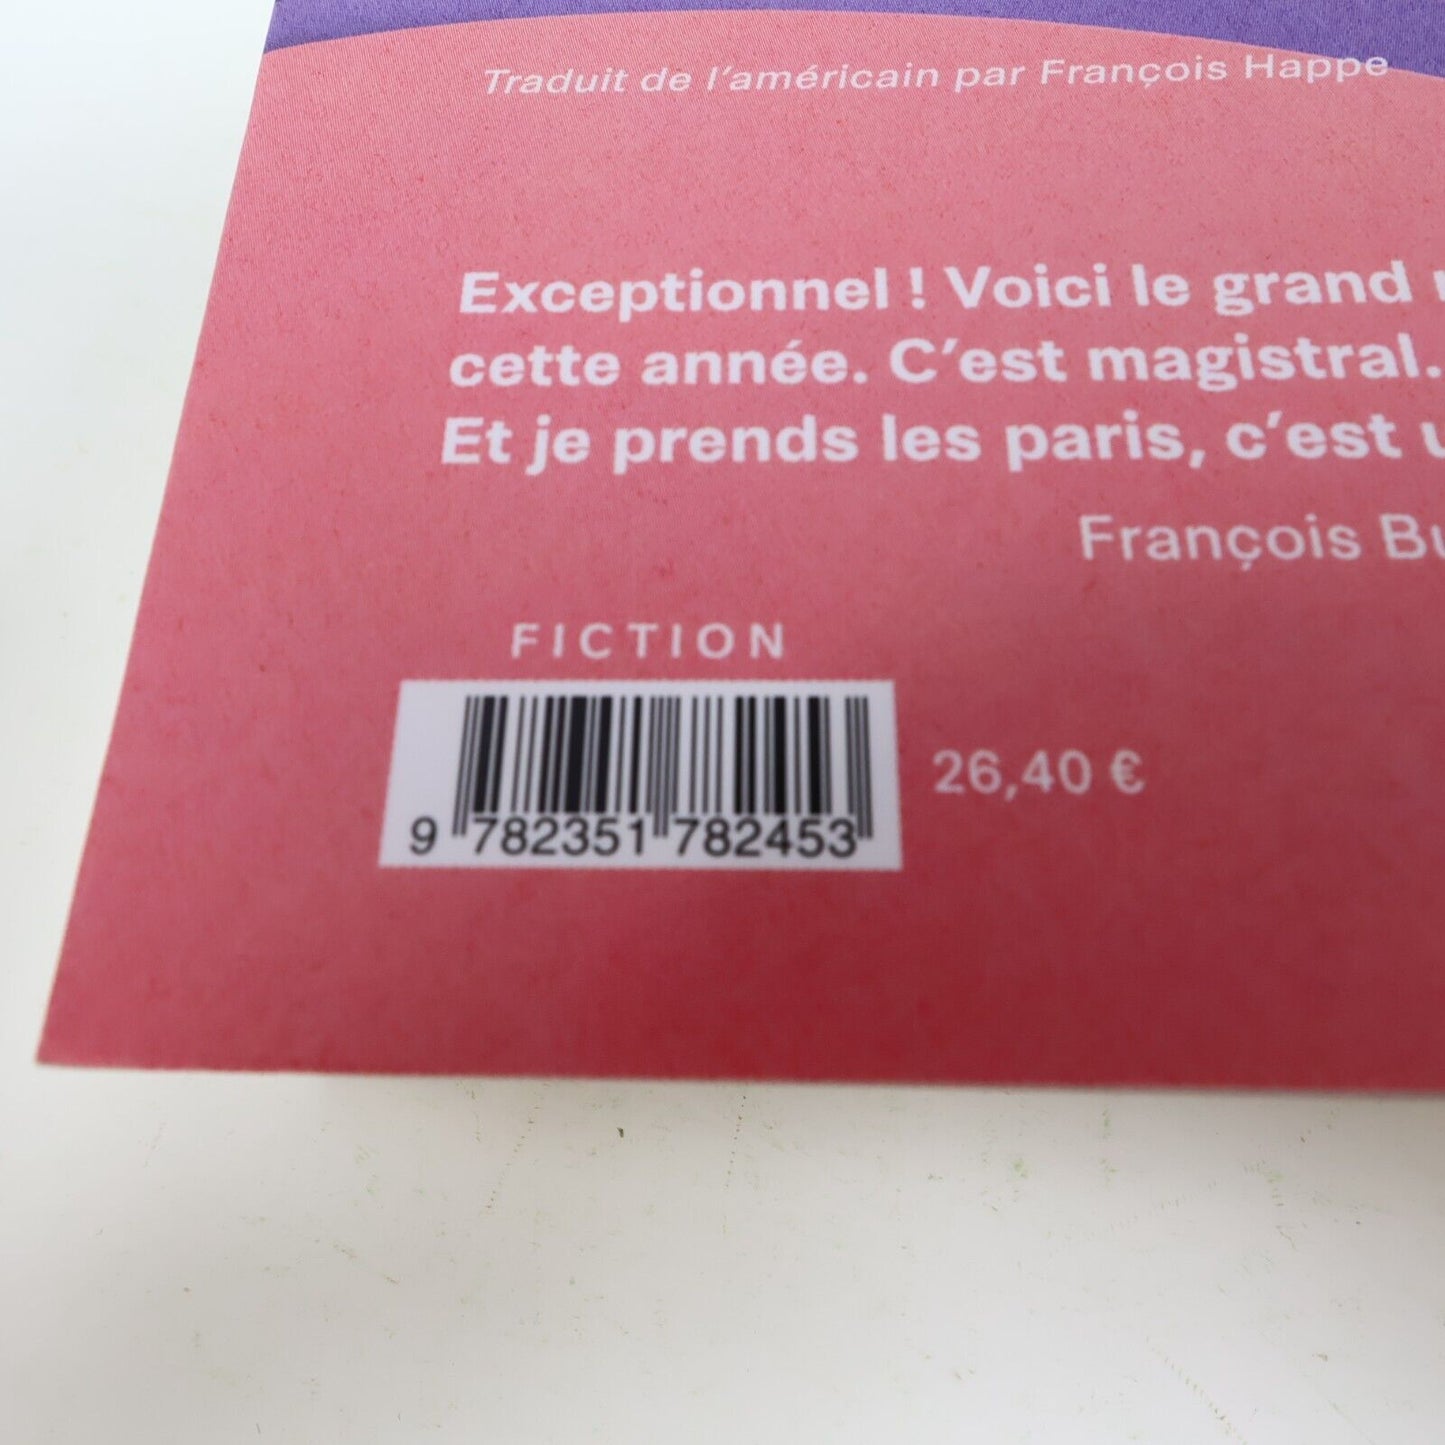 Traduit de l'américain par François Happe
Exceptionnel ! Voici le grand
cette année. C'est magistral.
Et je prends les paris, c'est
François
FICTION
26,40 €
9 782351 782453